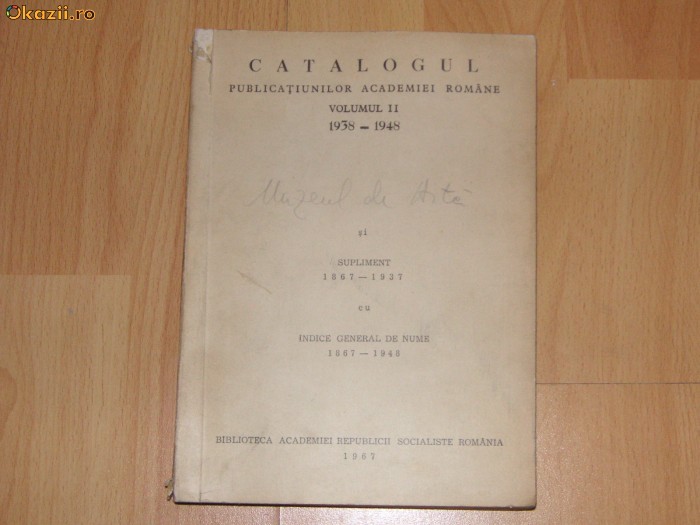 Okazii.ro
CATALOGUL
PUBLICAȚIUNILOR ACADEMIEI ROMÂNE
VOLUMUL II
1938 - 1948
Muzeul de Artă
și
SUPLIMENT
1867 — 1937
cu
INDICE GENERAL DE NUME
1867 — 1948
BIBLIOTECA ACADEMIEI REPUBLICII SOCIALISTE ROMÂNIA
1967